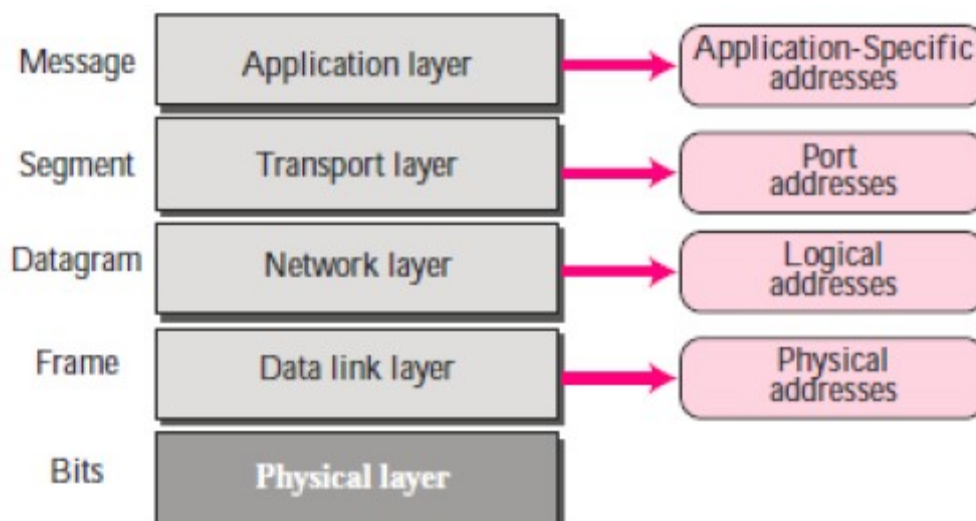 Message
Application layer
Application-Specific
addresses
Segment
Transport layer
Port
addresses
Datagram
Network layer
Logical
addresses
Frame
Data link layer
Physical
addresses
Bits
Physical layer